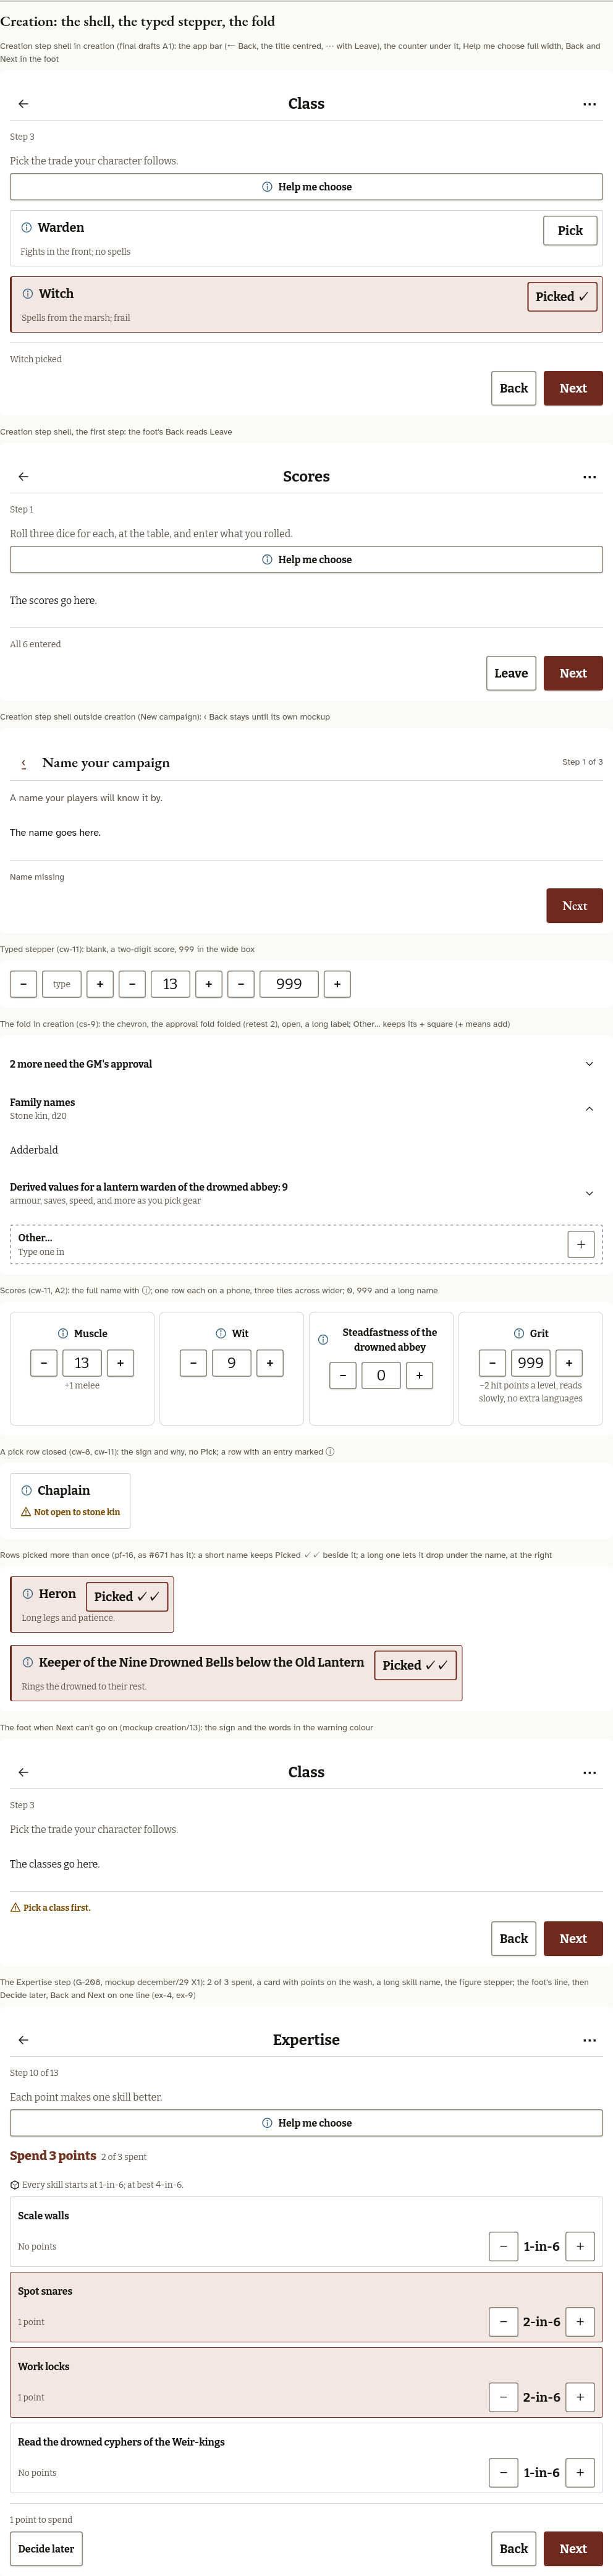 Creation: the shell, the typed stepper, the fold
Creation step shell in creation (final drafts A1): the app bar (← Back, the title centred, ⋯ with Leave), the counter under it, Help me choose full width, Back and
Next in the foot
← Class ⋯
Step 3
Pick the trade your character follows.
ⓘ Help me choose
ⓘ Warden Pick
Fights in the front; no spells
ⓘ Witch Picked ✓
Spells from the marsh; frail
Witch picked
Back Next
Creation step shell, the first step: the foot's Back reads Leave
← Scores ⋯
Step 1
Roll three dice for each, at the table, and enter what you rolled.
ⓘ Help me choose
The scores go here.
All 6 entered
Leave Next
Creation step shell outside creation (New campaign): ‹ Back stays until its own mockup
‹ Name your campaign Step 1 of 3
A name your players will know it by.
The name goes here.
Name missing
Next
Typed stepper (cw-11): blank, a two-digit score, 999 in the wide box
− type + − 13 + − 999 +
The fold in creation (cs-9): the chevron, the approval fold folded (retest 2), open, a long label; Other… keeps its + square (+ means add)
2 more need the GM's approval
Family names
Stone kin, d20
Adderbald
Derived values for a lantern warden of the drowned abbey: 9
armour, saves, speed, and more as you pick gear
Other…
Type one in
+
Scores (cw-11, A2): the full name with ⓘ; one row each on a phone, three tiles across wider; 0, 999 and a long name
ⓘ Muscle
− 13 +
+1 melee
ⓘ Wit
− 9 +
ⓘ Steadfastness of the
drowned abbey
− 0 +
ⓘ Grit
− 999 +
−2 hit points a level, reads
slowly, no extra languages
A pick row closed (cw-8, cw-11): the sign and why, no Pick; a row with an entry marked ⓘ
ⓘ Chaplain
⚠ Not open to stone kin
Rows picked more than once (pf-16, as #671 has it): a short name keeps Picked ✓✓ beside it; a long one lets it drop under the name, at the right
ⓘ Heron Picked ✓✓
Long legs and patience.
ⓘ Keeper of the Nine Drowned Bells below the Old Lantern Picked ✓✓
Rings the drowned to their rest.
The foot when Next can't go on (mockup creation/13): the sign and the words in the warning colour
← Class ⋯
Step 3
Pick the trade your character follows.
The classes go here.
⚠ Pick a class first.
Back Next
The Expertise step (G-208, mockup december/29 X1): 2 of 3 spent, a card with points on the wash, a long skill name, the figure stepper; the foot's line, then
Decide later, Back and Next on one line (ex-4, ex-9)
← Expertise ⋯
Step 10 of 13
Each point makes one skill better.
ⓘ Help me choose
Spend 3 points 2 of 3 spent
Every skill starts at 1-in-6; at best 4-in-6.
Scale walls
No points − 1-in-6 +
Spot snares
1 point − 2-in-6 +
Work locks
1 point − 2-in-6 +
Read the drowned cyphers of the Weir-kings
No points − 1-in-6 +
1 point to spend
Decide later Back Next